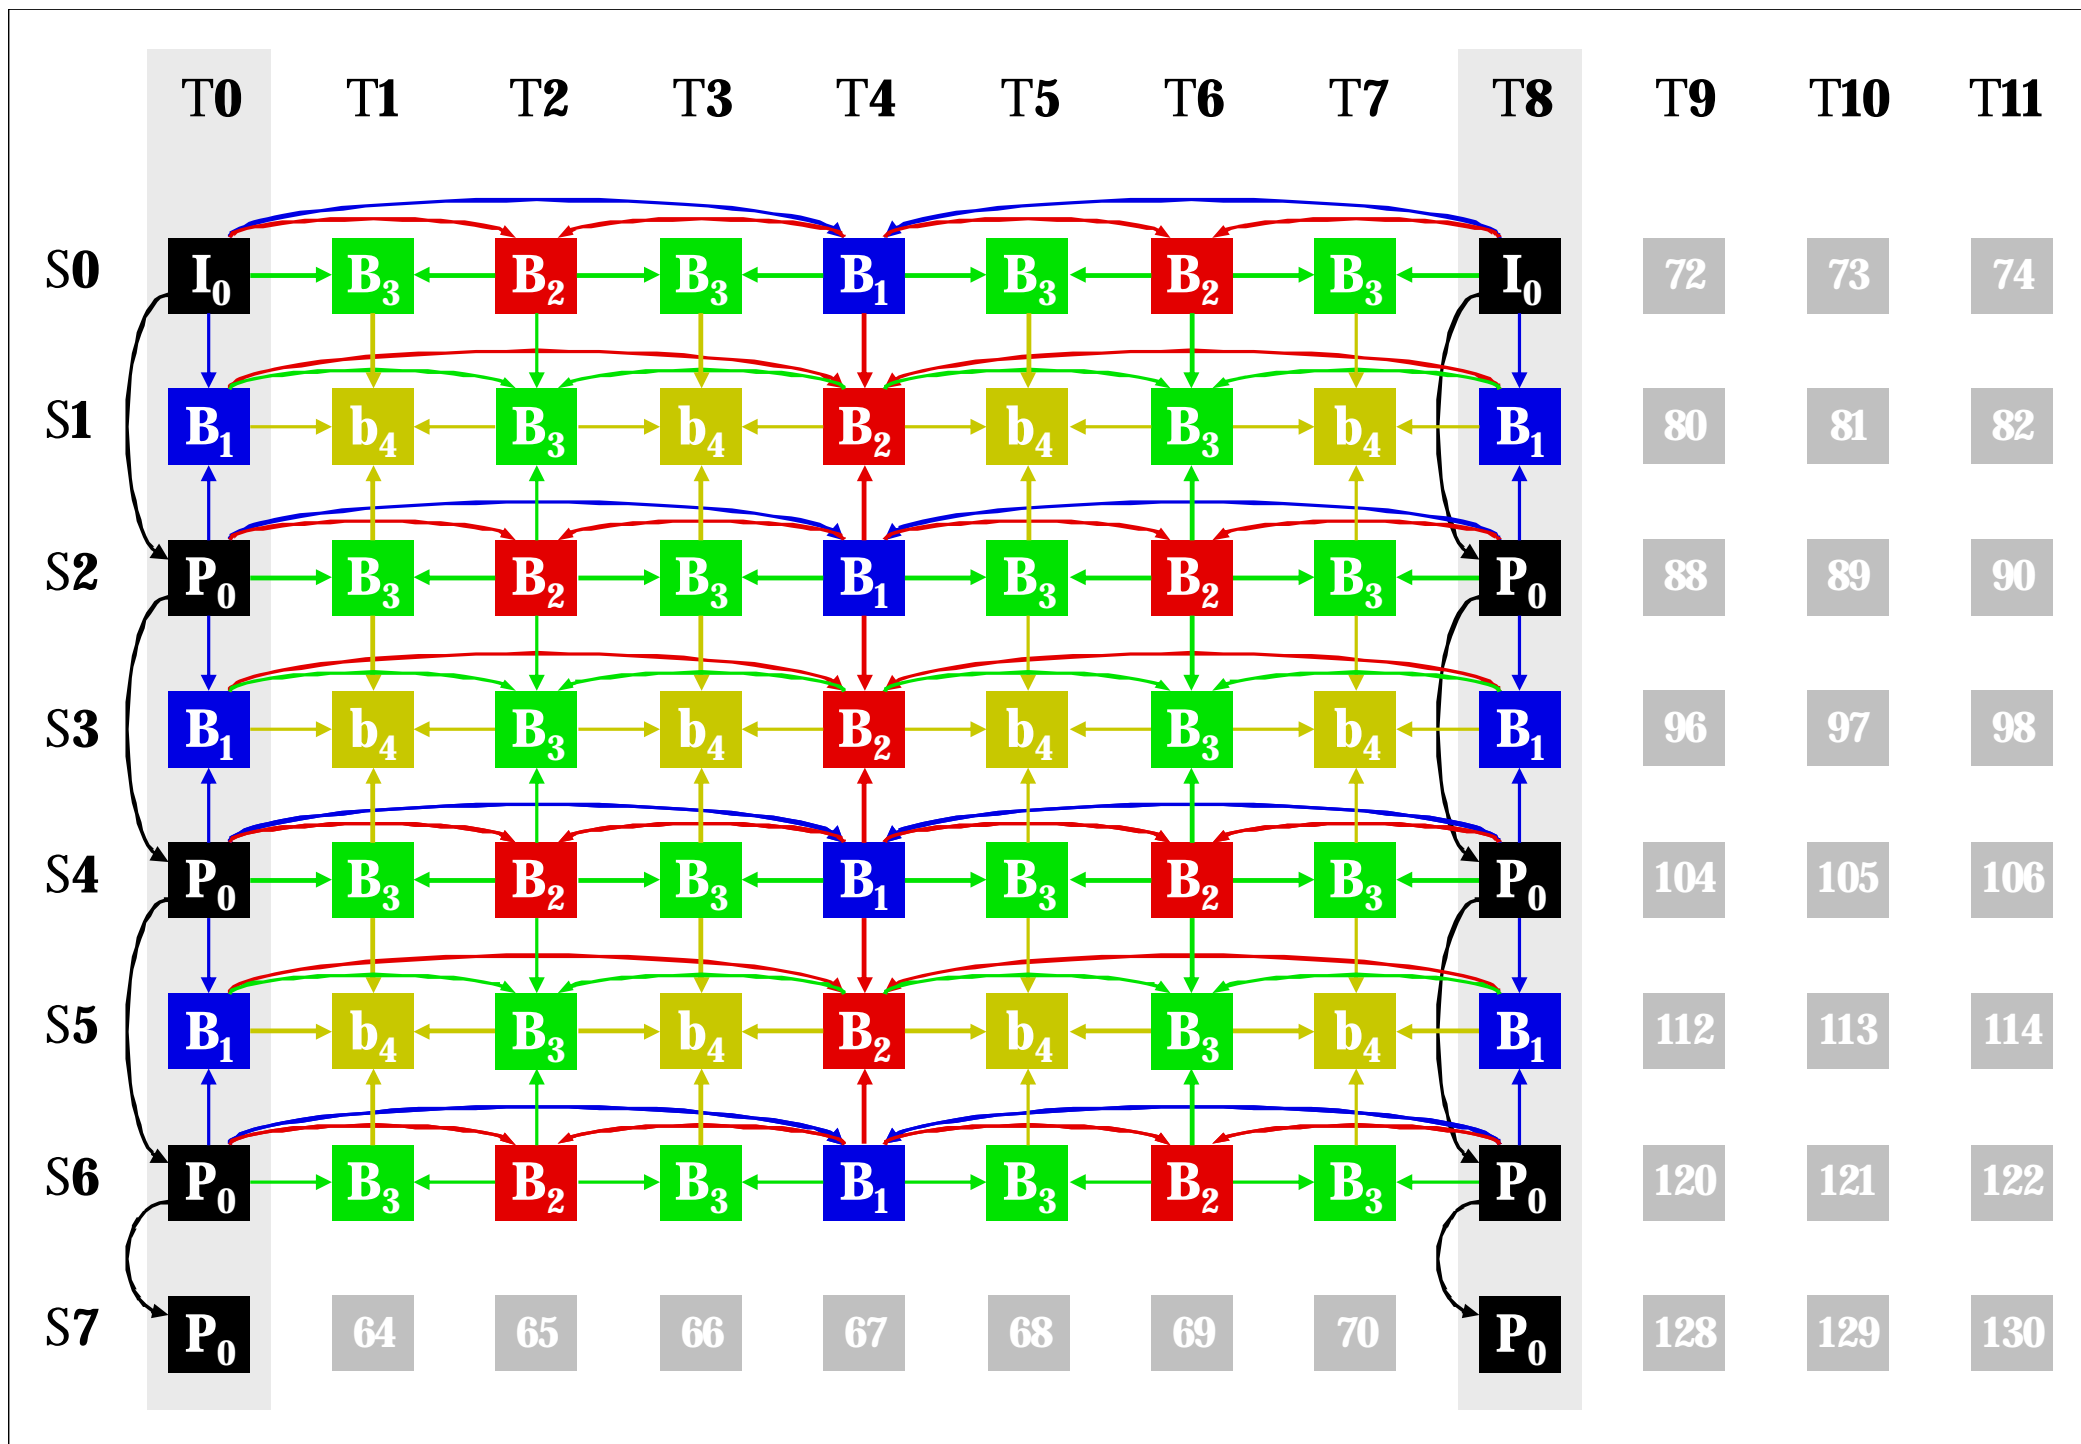 T0 T1 T2 T3 T4 T5 T6 T7 T8 T9 T10 T11
S0 I0 B3 B2 B3 B1 B3 B2 B3 I0 72 73 74
S1 B1 b4 B3 b4 B2 b4 B3 b4 B1 80 81 82
S2 P0 B3 B2 B3 B1 B3 B2 B3 P0 88 89 90
S3 B1 b4 B3 b4 B2 b4 B3 b4 B1 96 97 98
S4 P0 B3 B2 B3 B1 B3 B2 B3 P0 104 105 106
S5 B1 b4 B3 b4 B2 b4 B3 b4 B1 112 113 114
S6 P0 B3 B2 B3 B1 B3 B2 B3 P0 120 121 122
S7 P0 64 65 66 67 68 69 70 P0 128 129 130